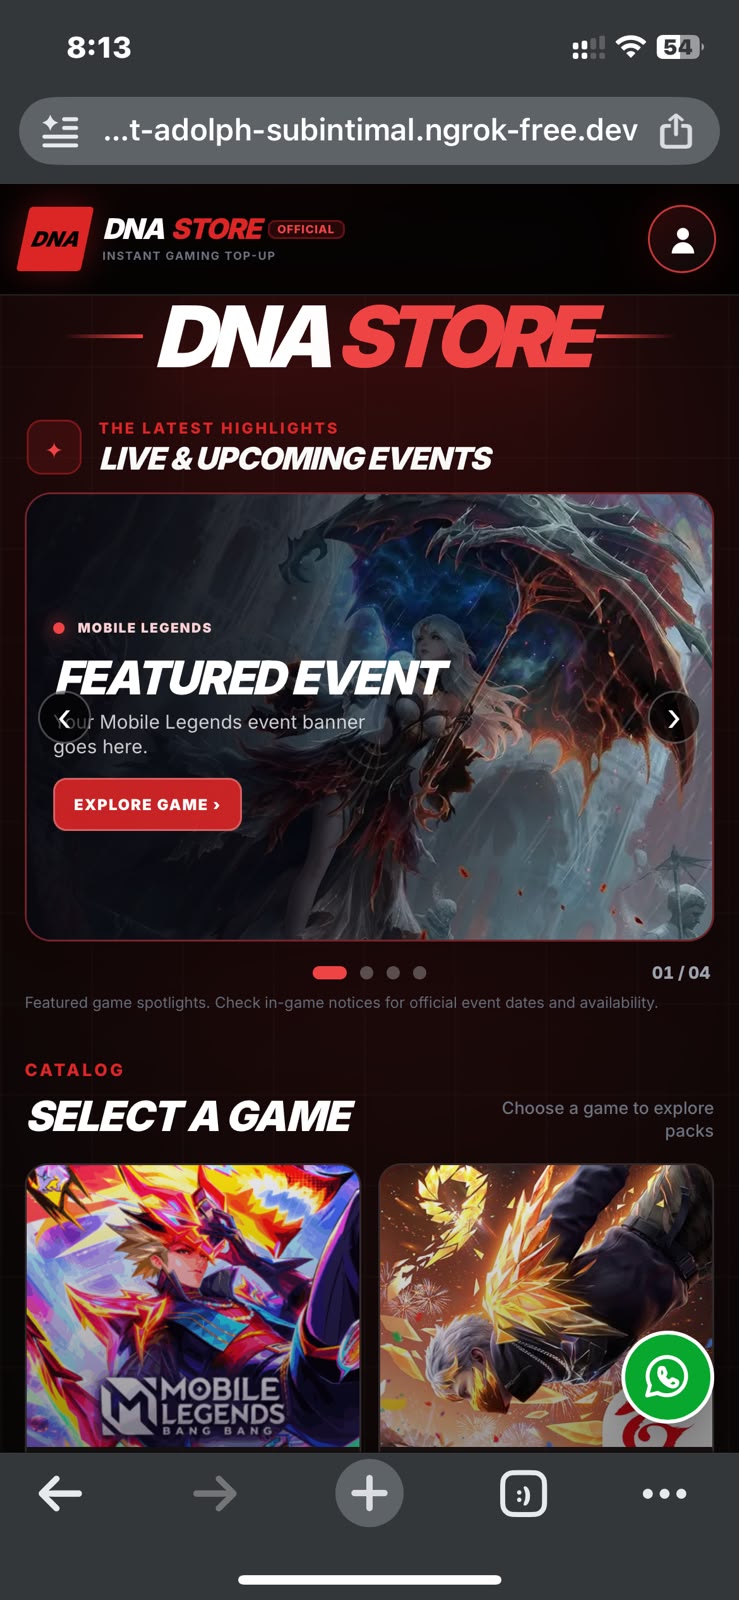 8:13
54
...t-adolph-subintimal.ngrok-free.dev
DNA
DNA STORE OFFICIAL
INSTANT GAMING TOP-UP
DNA STORE
THE LATEST HIGHLIGHTS
LIVE & UPCOMING EVENTS
MOBILE LEGENDS
FEATURED EVENT
Your Mobile Legends event banner
goes here.
EXPLORE GAME ›
01 / 04
Featured game spotlights. Check in-game notices for official event dates and availability.
CATALOG
SELECT A GAME
Choose a game to explore
packs
MOBILE
LEGENDS
BANG BANG
:)